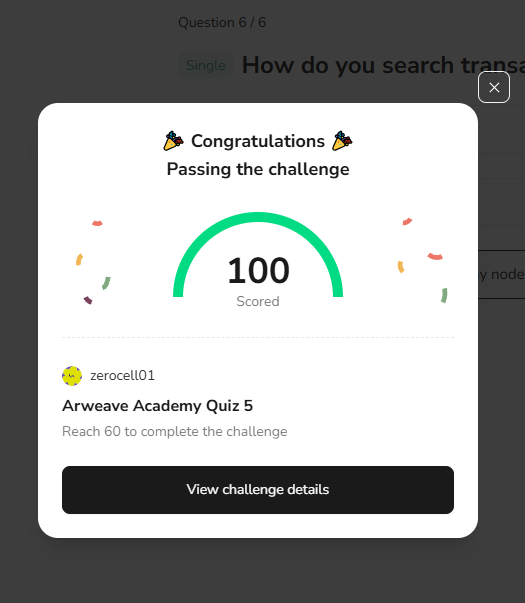 Question 6 / 6
Single How do you search transa
🎉 Congratulations 🎉
Passing the challenge
100
Scored
ny node
zerocell01
Arweave Academy Quiz 5
Reach 60 to complete the challenge
View challenge details